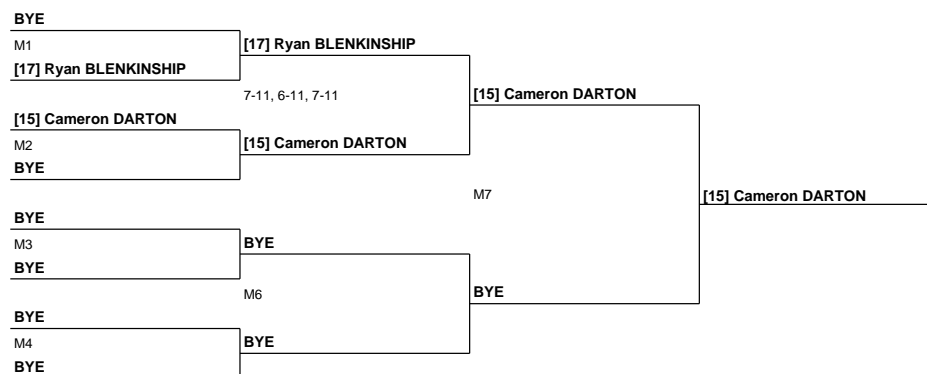 BYE
M1
[17] Ryan BLENKINSHIP
[17] Ryan BLENKINSHIP
7-11, 6-11, 7-11
[15] Cameron DARTON
[15] Cameron DARTON
M2
[15] Cameron DARTON
BYE
M7
[15] Cameron DARTON
BYE
M3
BYE
BYE
M6
BYE
BYE
M4
BYE
BYE